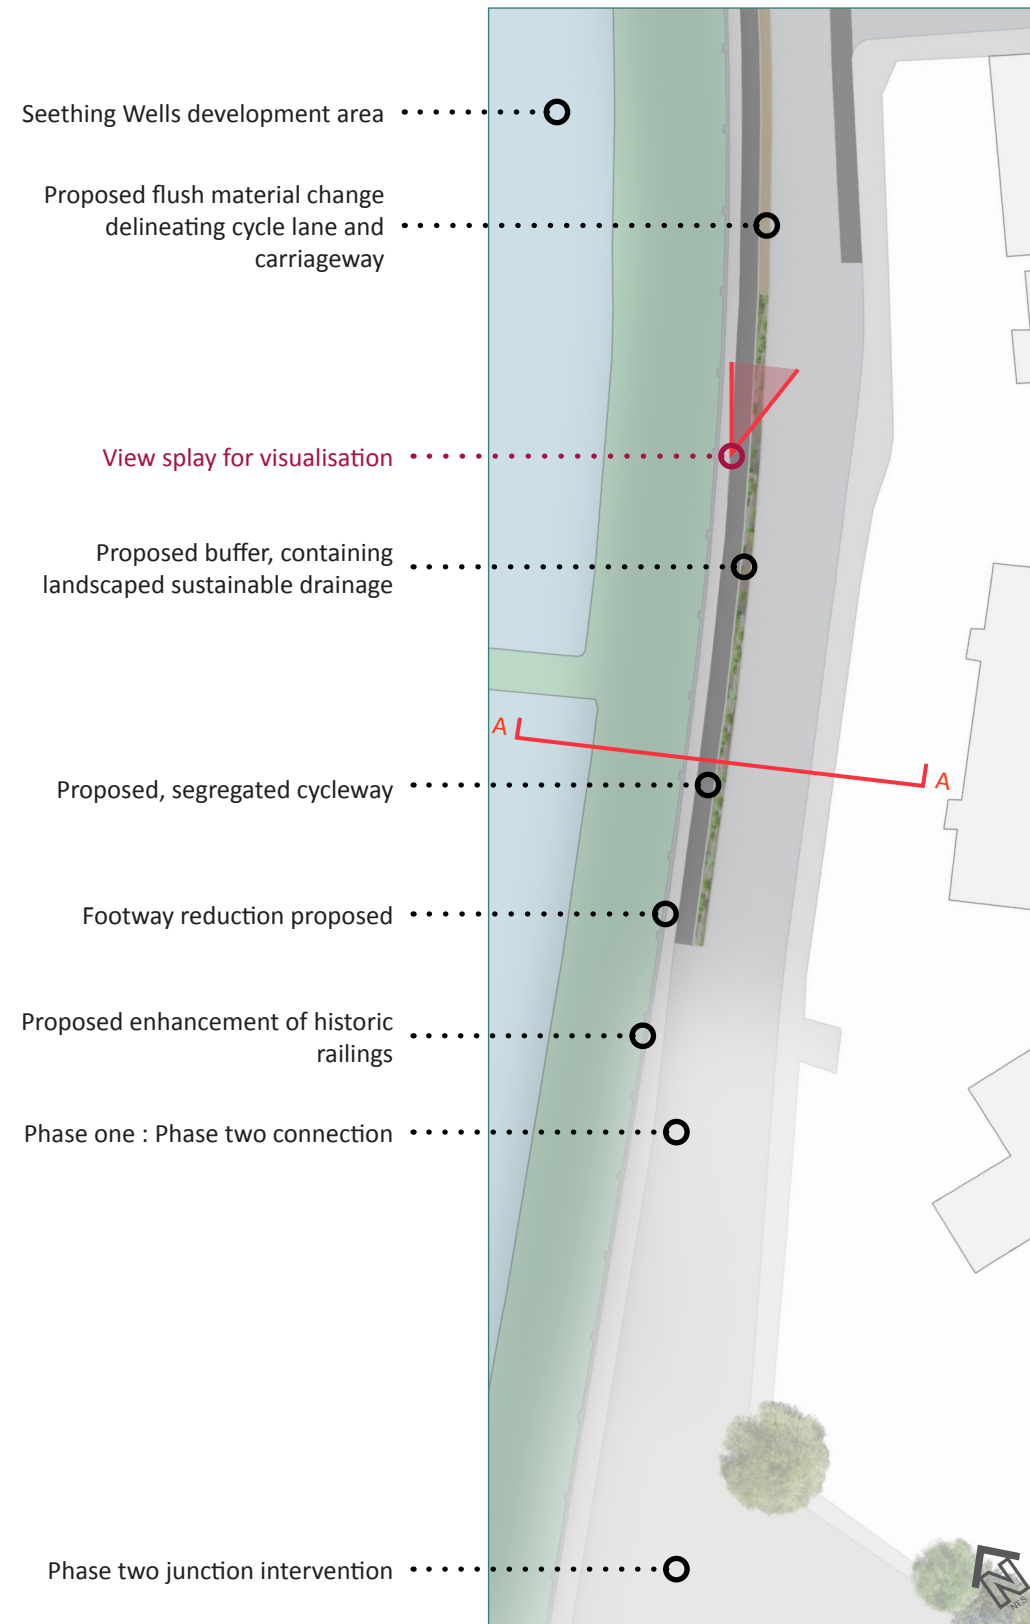 Seething Wells development area
Proposed flush material change
delineating cycle lane and
carriageway
View splay for visualisation
Proposed buffer, containing
landscaped sustainable drainage
A
A
Proposed, segregated cycleway
Footway reduction proposed
Proposed enhancement of historic
railings
Phase one : Phase two connection
Phase two junction intervention
N
NTS